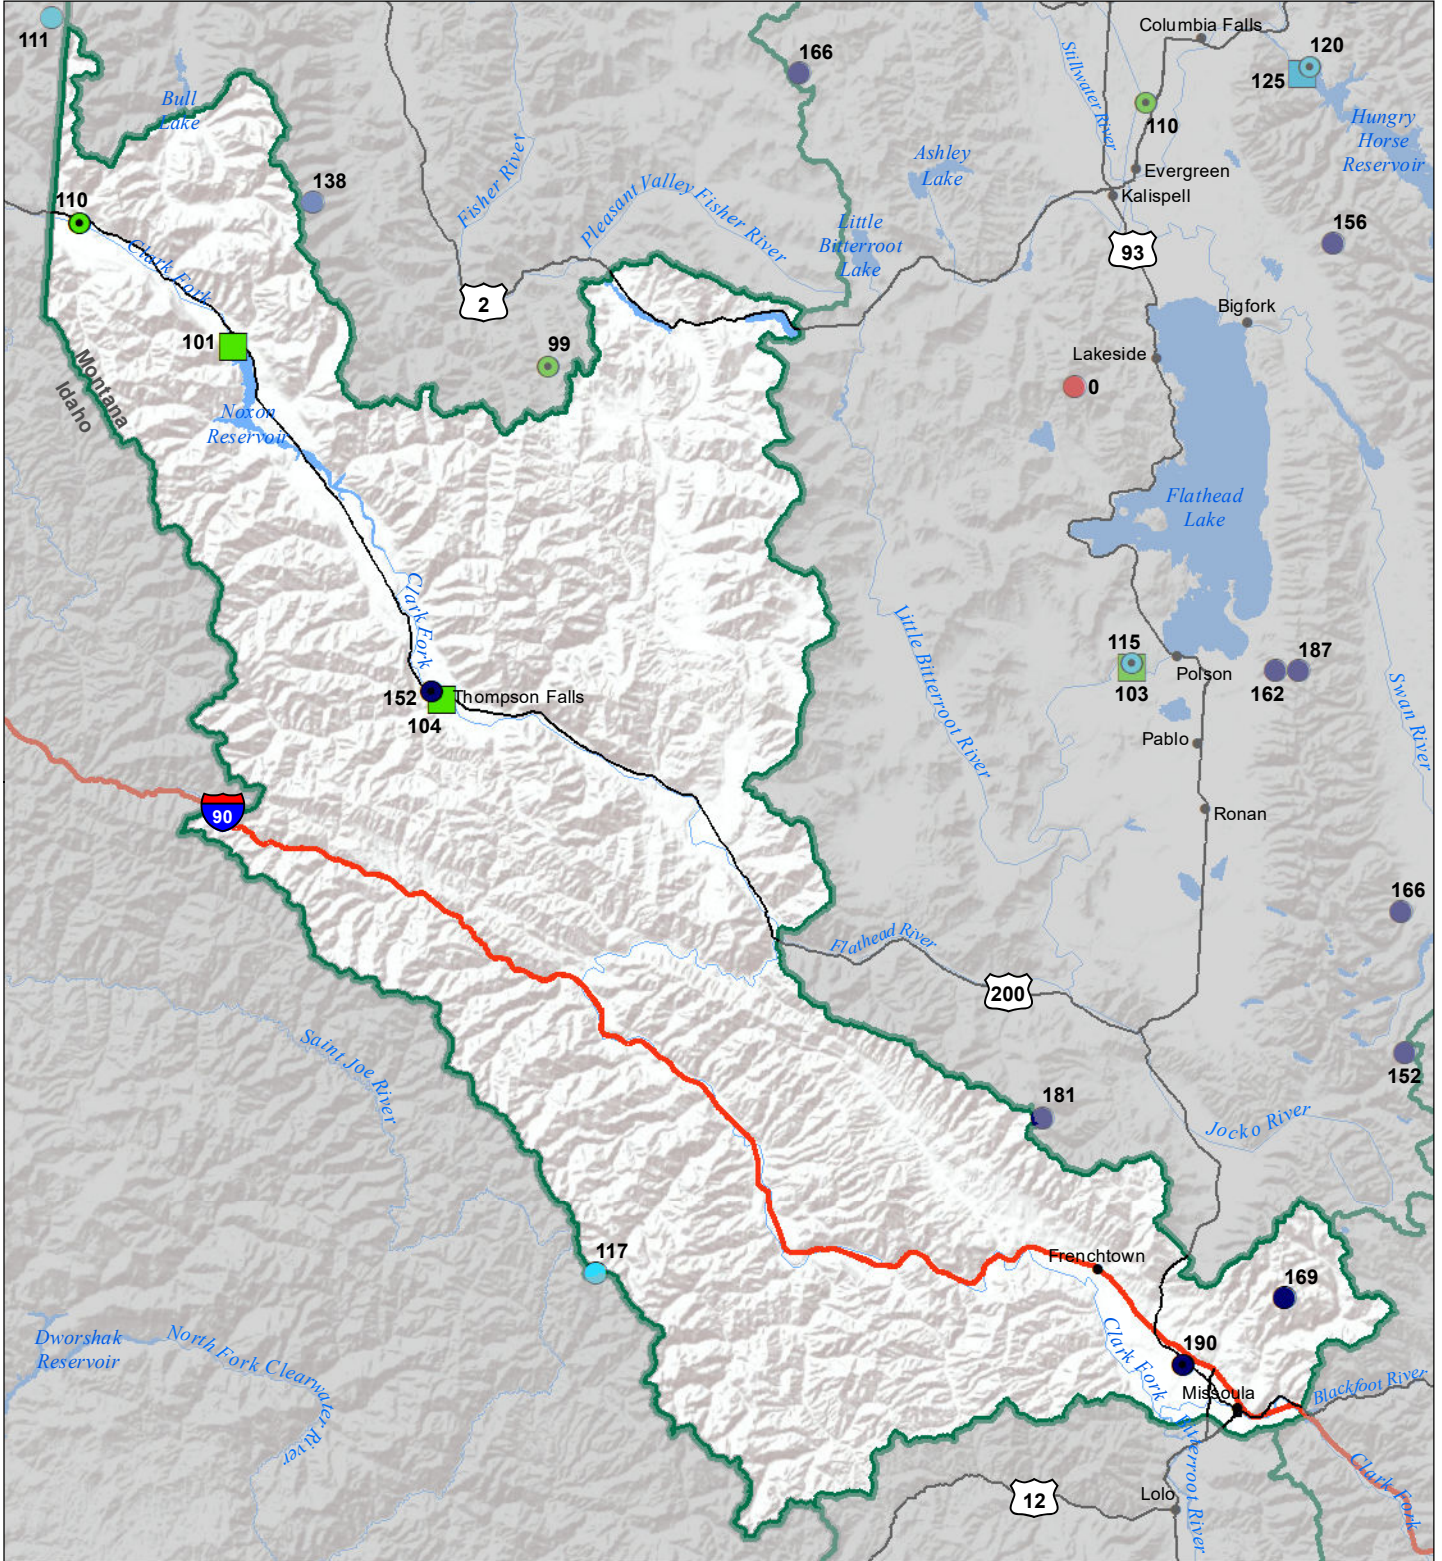 111
166
Columbia Falls
120
125
Stillwater River
110
Hungry
Horse
Reservoir
Bull
Lake
Ashley
Lake
Evergreen
138
Fisher River
Pleasant Valley Fisher River
Kalispell
110
Little
Bitterroot
Lake
156
93
Clark Fork
2
Bigfork
101
99
Lakeside
0
Montana
Idaho
Noxon
Reservoir
Flathead
Lake
Clark Fork
Little Bitterroot River
115
187
Polson
Swan River
152
Thompson Falls
103
162
104
Pablo
90
Ronan
166
Flathead River
200
Saint Joe River
152
181
Jocko River
117
Frenchtown
169
Dworshak
Reservoir
North Fork Clearwater River
Clark Fork
190
Missoula
Blackfoot River
Bitterroot River
Clark Fork
12
Lolo